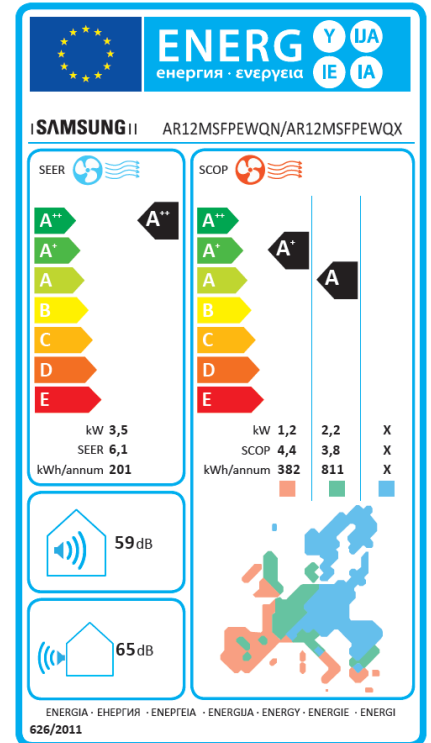 ENERG Y IJA
енергия · ενεργεια IE IA
SAMSUNG AR12MSFPEWQN/AR12MSFPEWQX
SEER
A++
A++
A+
A
B
C
D
E
kW 3,5
SEER 6,1
kWh/annum 201
SCOP
A++
A+
A+
A
A
B
C
D
E
kW 1,2 2,2 X
SCOP 4,4 3,8 X
kWh/annum 382 811 X
59dB
65dB
ENERGIA · ЕНЕРГИЯ · ΕΝΕΡΓΕΙΑ · ENERGIJA · ENERGY · ENERGIE · ENERGI
626/2011